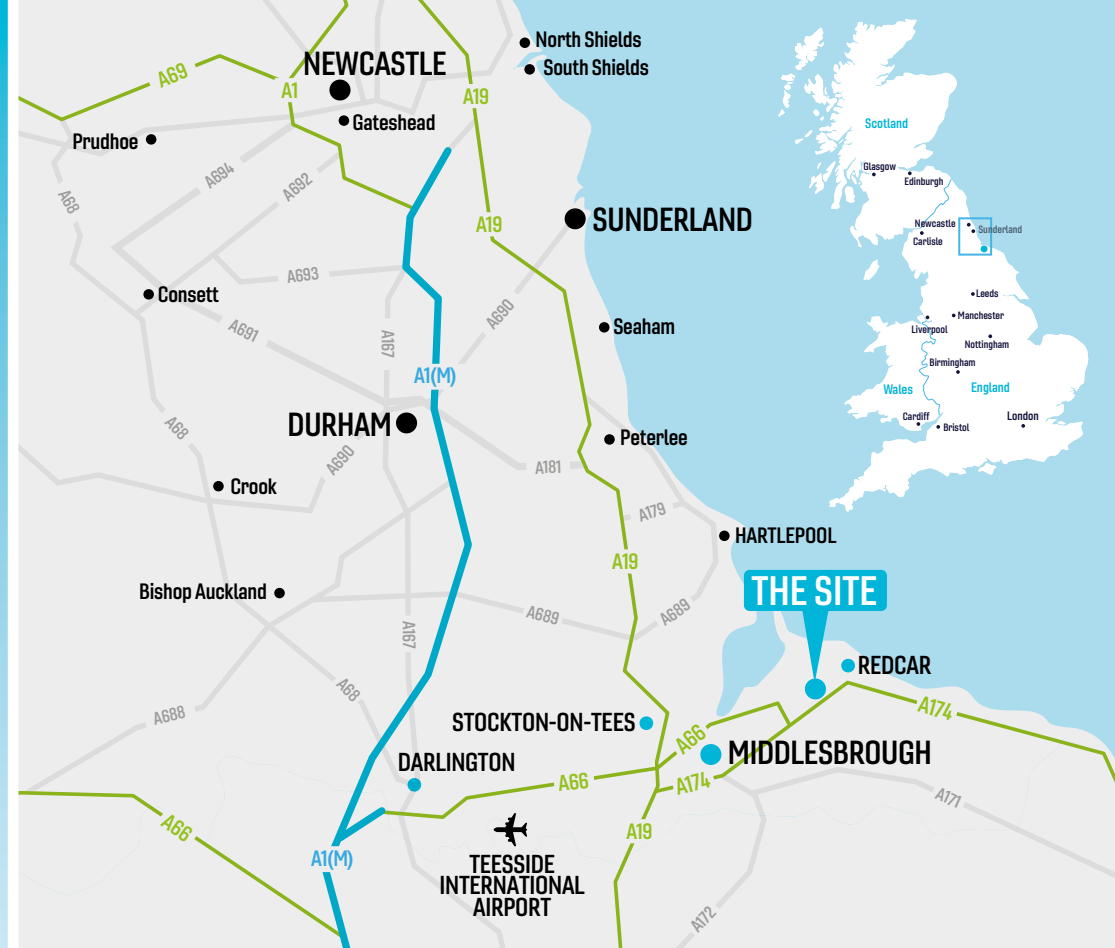 North Shields
NEWCASTLE
South Shields
A69
A1
A19
Gateshead
Prudhoe
A694
A692
A68
A19
SUNDERLAND
A693
Consett
A690
A691
A167
Seaham
A1(M)
DURHAM
A68
A690
Peterlee
A181
Crook
A179
HARTLEPOOL
A19
THE SITE
Bishop Auckland
A689
A689
A167
REDCAR
A68
A688
STOCKTON-ON-TEES
A174
A66
MIDDLESBROUGH
DARLINGTON
A66
A174
A171
A66
A19
A1(M)
TEESSIDE
INTERNATIONAL
AIRPORT
A172
Scotland
Glasgow
Edinburgh
Newcastle
Sunderland
Carlisle
Leeds
Manchester
Liverpool
Nottingham
Birmingham
Wales
England
Cardiff
Bristol
London